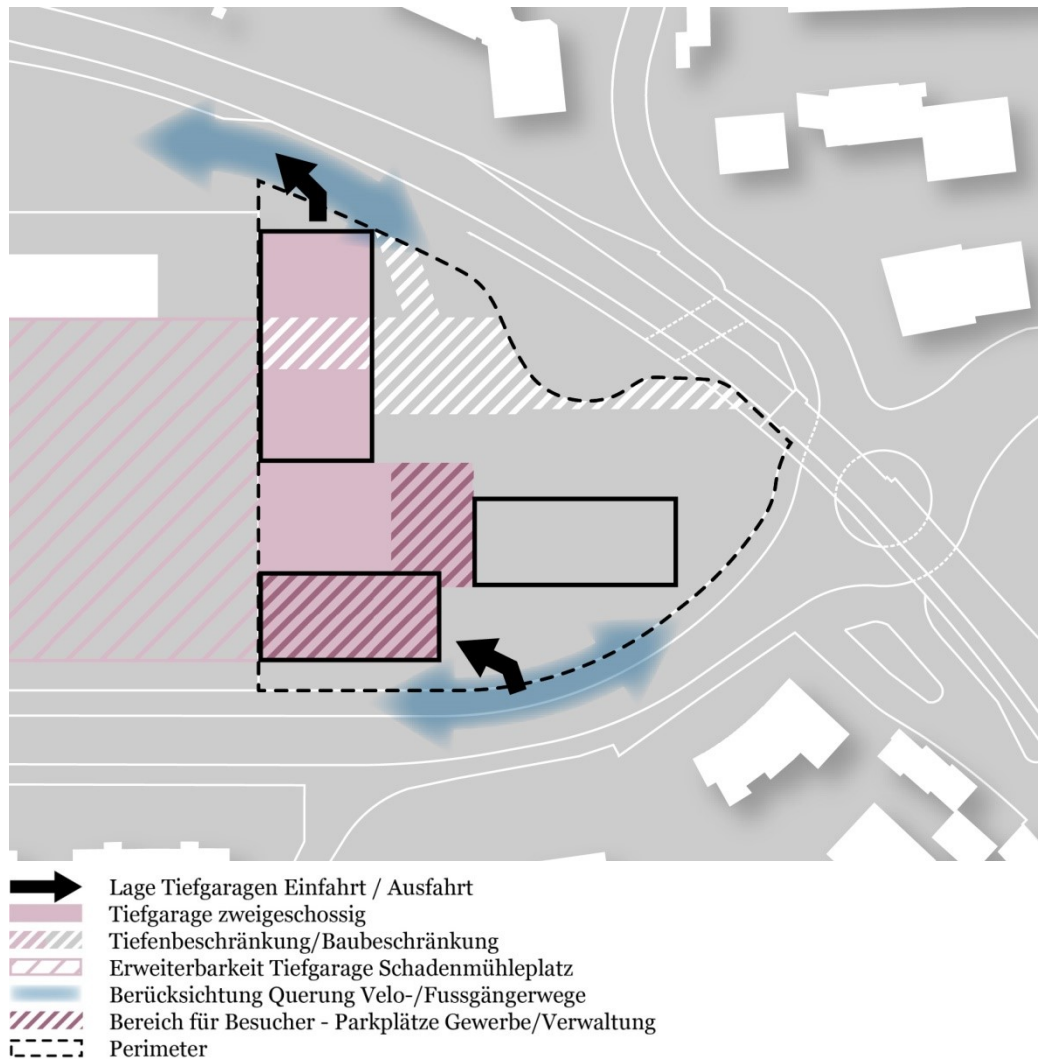 Lage Tiefgaragen Einfahrt / Ausfahrt
Tiefgarage zweigeschossig
Tiefenbeschränkung/Baubeschränkung
Erweiterbarkeit Tiefgarage Schadenmühleplatz
Berücksichtung Querung Velo-/Fussgängerwege
Bereich für Besucher - Parkplätze Gewerbe/Verwaltung
Perimeter